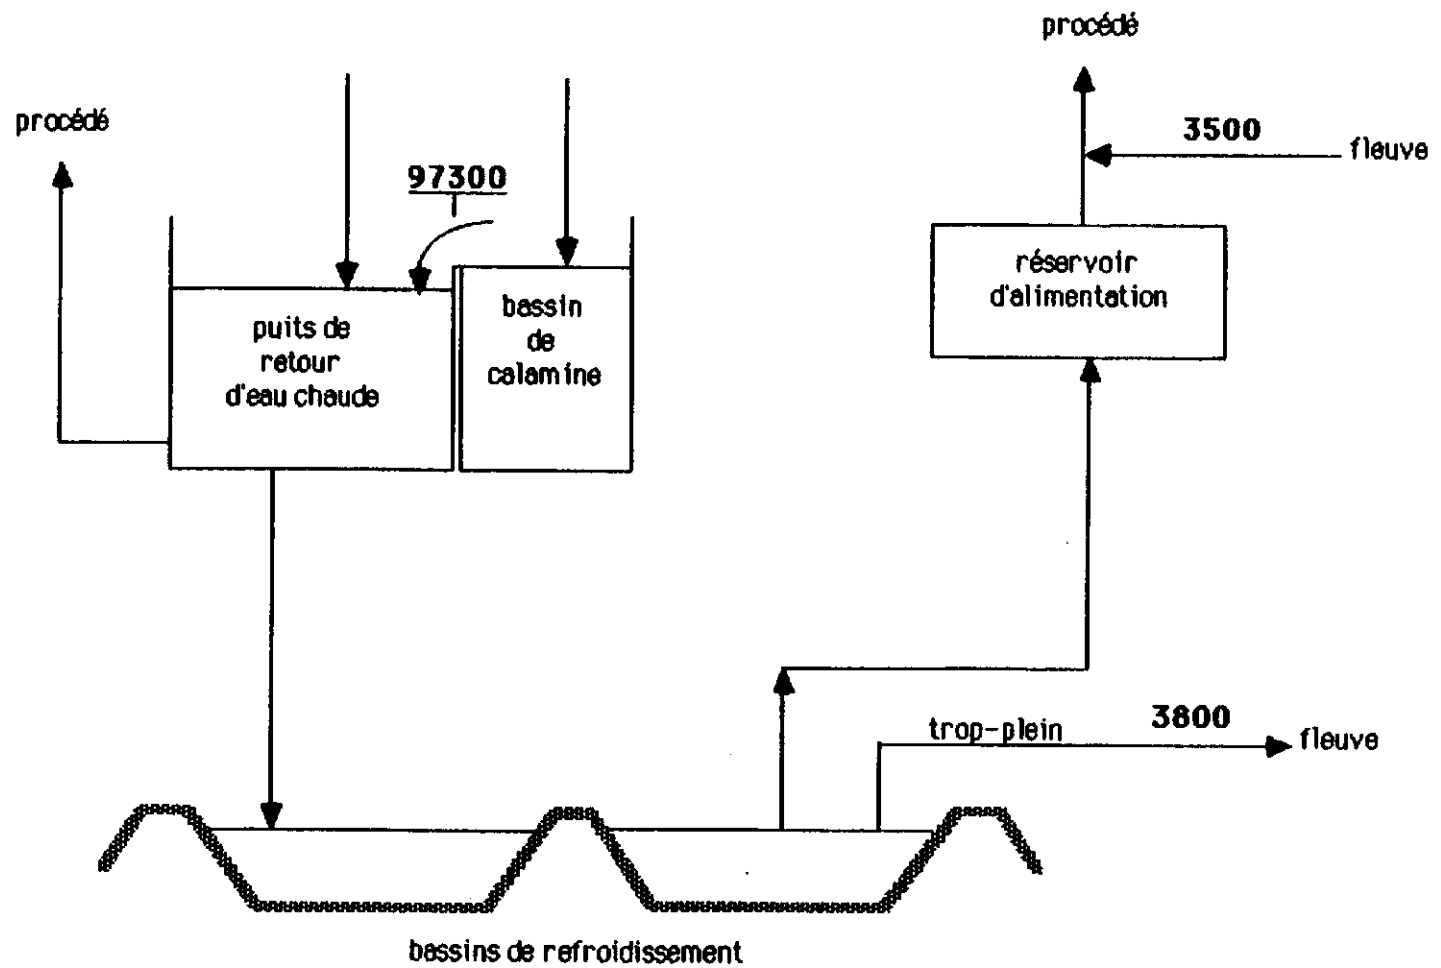 procédé
procédé
3500
fleuve
97300
réservoir
d'alimentation
bassin
de
calamine
puits de
retour
d'eau chaude
trop-plein
3800
fleuve
bassins de refroidissement